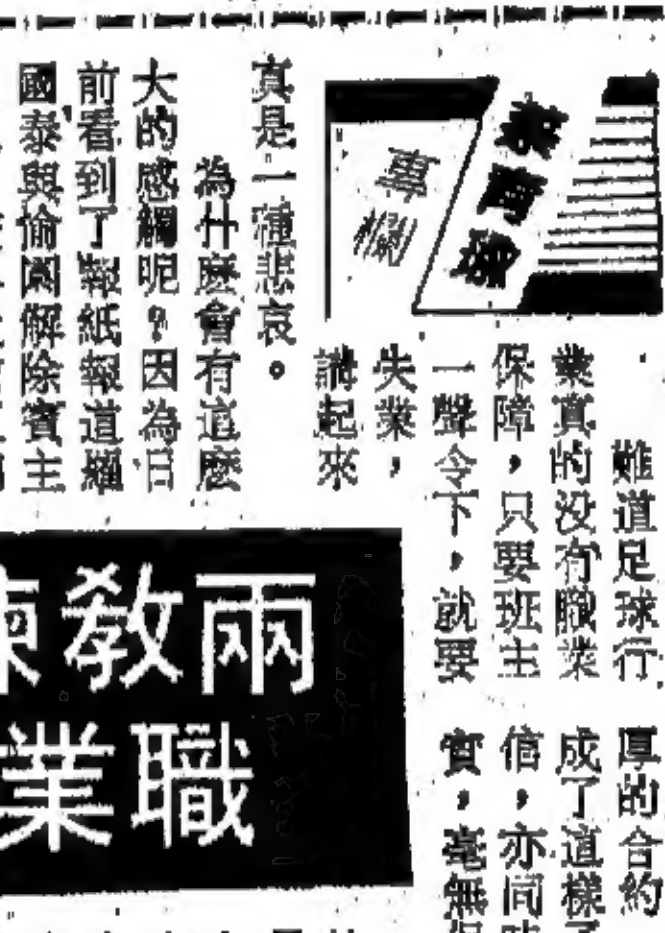 專欄
難道足球行
業真的没有職業
保障,只要班主
一聲令下,就要
失業,
講起來
真是一種悲哀。
為什麼會有這麼
大的感觸呢?因為日
前看到了報紙報道繼
國泰與愉園解除賓主
兩教
職業
厚的合約
成了這樣
信,亦同
實,毫無